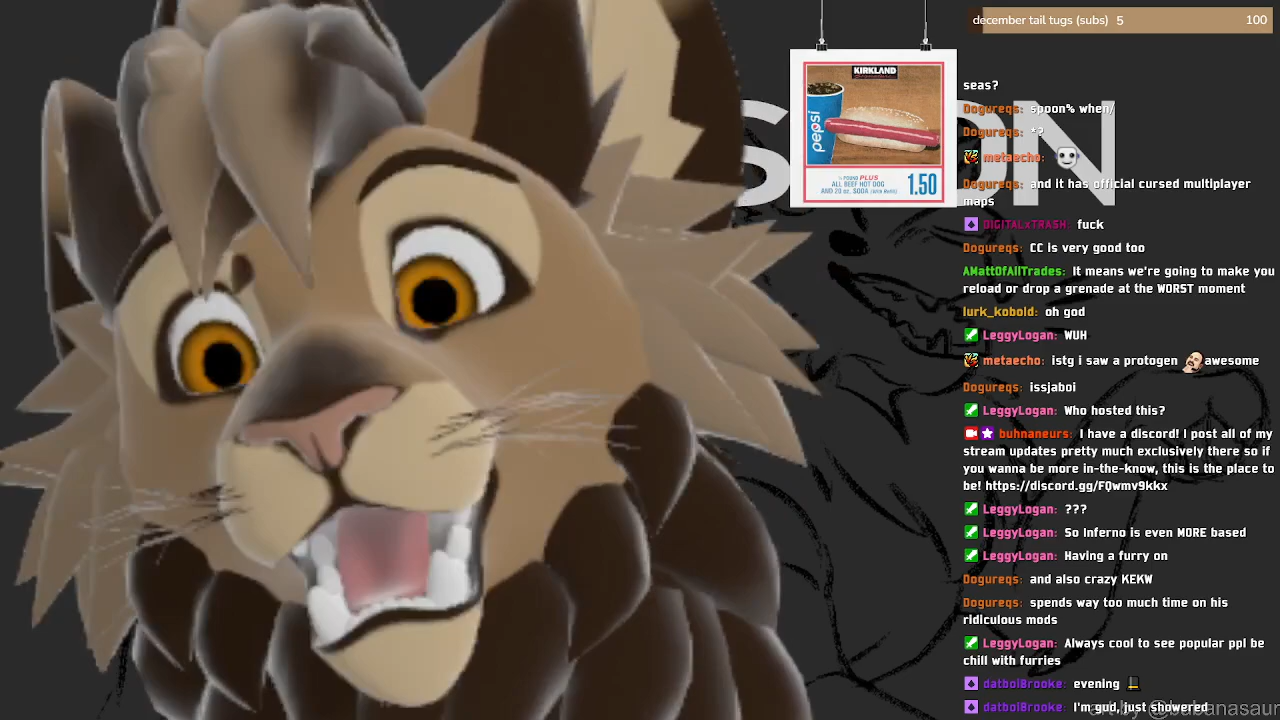 december tail tugs (subs) 5 100
SON
KIRKLAND
pepsi
PLUS
ALL BEEF HOT DOG
AND 20 oz. SODA (With Refill)
1.50
seas?
Dogureqs: spoon% when/
Dogureqs: *?
metaecho:
Dogureqs: and it has official cursed multiplayer
maps
DIGITALxTRASH: fuck
Dogureqs: CC is very good too
AMattOfAllTrades: It means we're going to make you
reload or drop a grenade at the WORST moment
lurk_kobold: oh god
LeggyLogan: WUH
metaecho: istg i saw a protogen awesome
Dogureqs: issjaboi
LeggyLogan: Who hosted this?
buhnaneurs: I have a discord! I post all of my
stream updates pretty much exclusively there so if
you wanna be more in-the-know, this is the place to
be! https://discord.gg/FQwmv9kkx
LeggyLogan: ???
LeggyLogan: So Inferno is even MORE based
LeggyLogan: Having a furry on
Dogureqs: and also crazy KEKW
Dogureqs: spends way too much time on his
ridiculous mods
LeggyLogan: Always cool to see popular ppl be
chill with furries
datboiBrooke: evening
datboiBrooke: I'm gud, just showered